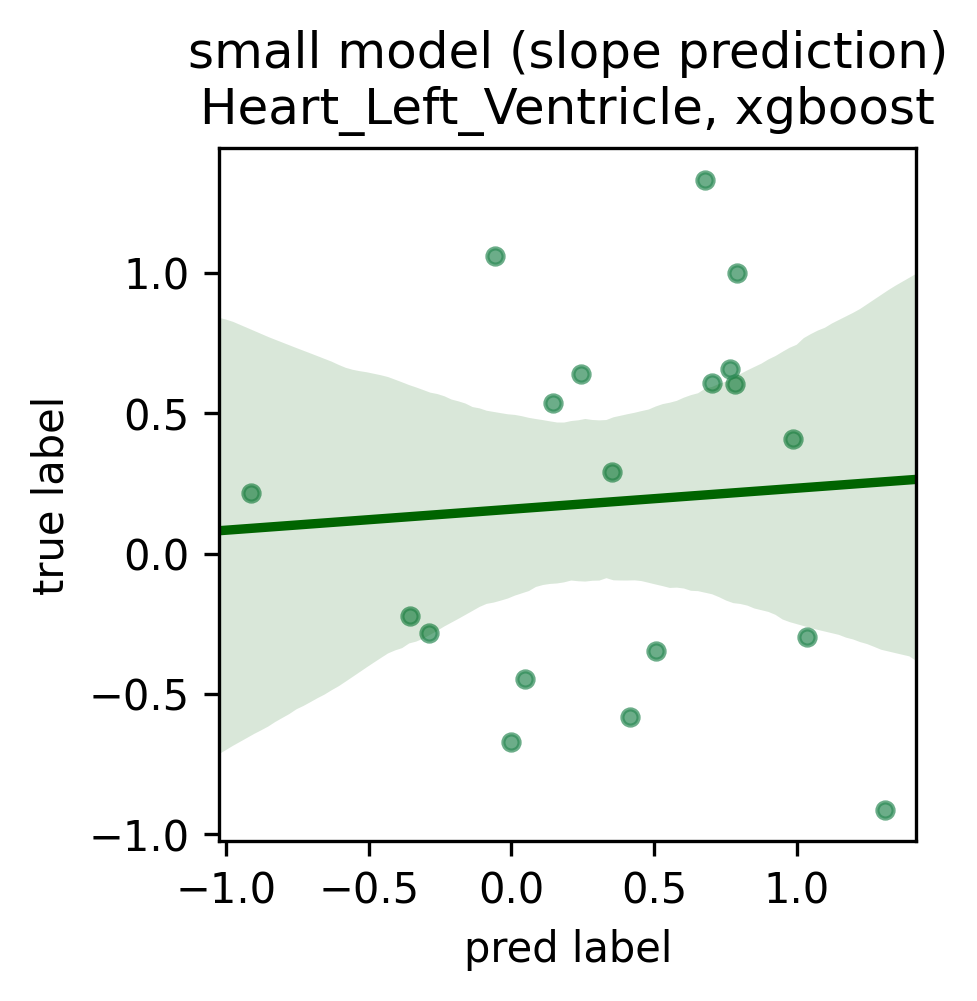 small model (slope prediction)
Heart_Left_Ventricle, xgboost
1.0
0.5
0.0
−0.5
−1.0
true label
−1.0 −0.5 0.0 0.5 1.0
pred label